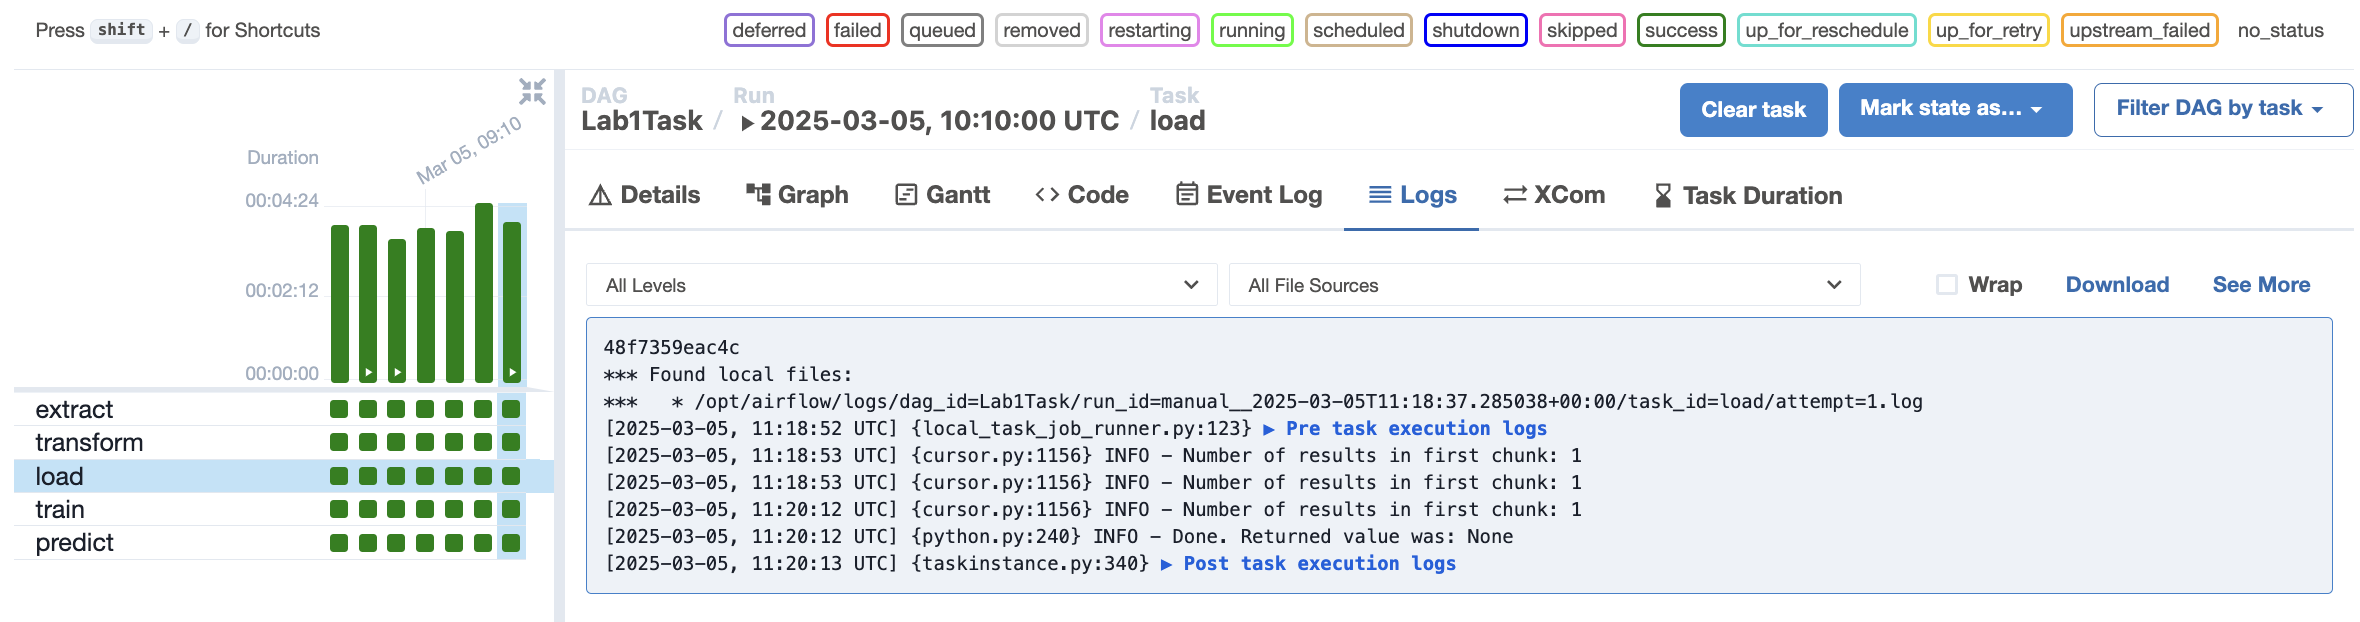 Press shift + / for Shortcuts
deferred failed queued removed restarting running scheduled shutdown skipped success up_for_reschedule up_for_retry upstream_failed no_status
DAG
Lab1Task /
Run
2025-03-05, 10:10:00 UTC /
Task
load
Clear task
Mark state as...
Filter DAG by task
Mar 05, 09:10
Duration
00:04:24
00:02:12
00:00:00
extract
transform
load
train
predict
Details Graph Gantt Code Event Log Logs XCom Task Duration
All Levels All File Sources Wrap Download See More
48f7359eac4c
*** Found local files:
***   * /opt/airflow/logs/dag_id=Lab1Task/run_id=manual__2025-03-05T11:18:37.285038+00:00/task_id=load/attempt=1.log
[2025-03-05, 11:18:52 UTC] {local_task_job_runner.py:123} ▶ Pre task execution logs
[2025-03-05, 11:18:53 UTC] {cursor.py:1156} INFO - Number of results in first chunk: 1
[2025-03-05, 11:18:53 UTC] {cursor.py:1156} INFO - Number of results in first chunk: 1
[2025-03-05, 11:20:12 UTC] {cursor.py:1156} INFO - Number of results in first chunk: 1
[2025-03-05, 11:20:12 UTC] {python.py:240} INFO - Done. Returned value was: None
[2025-03-05, 11:20:13 UTC] {taskinstance.py:340} ▶ Post task execution logs